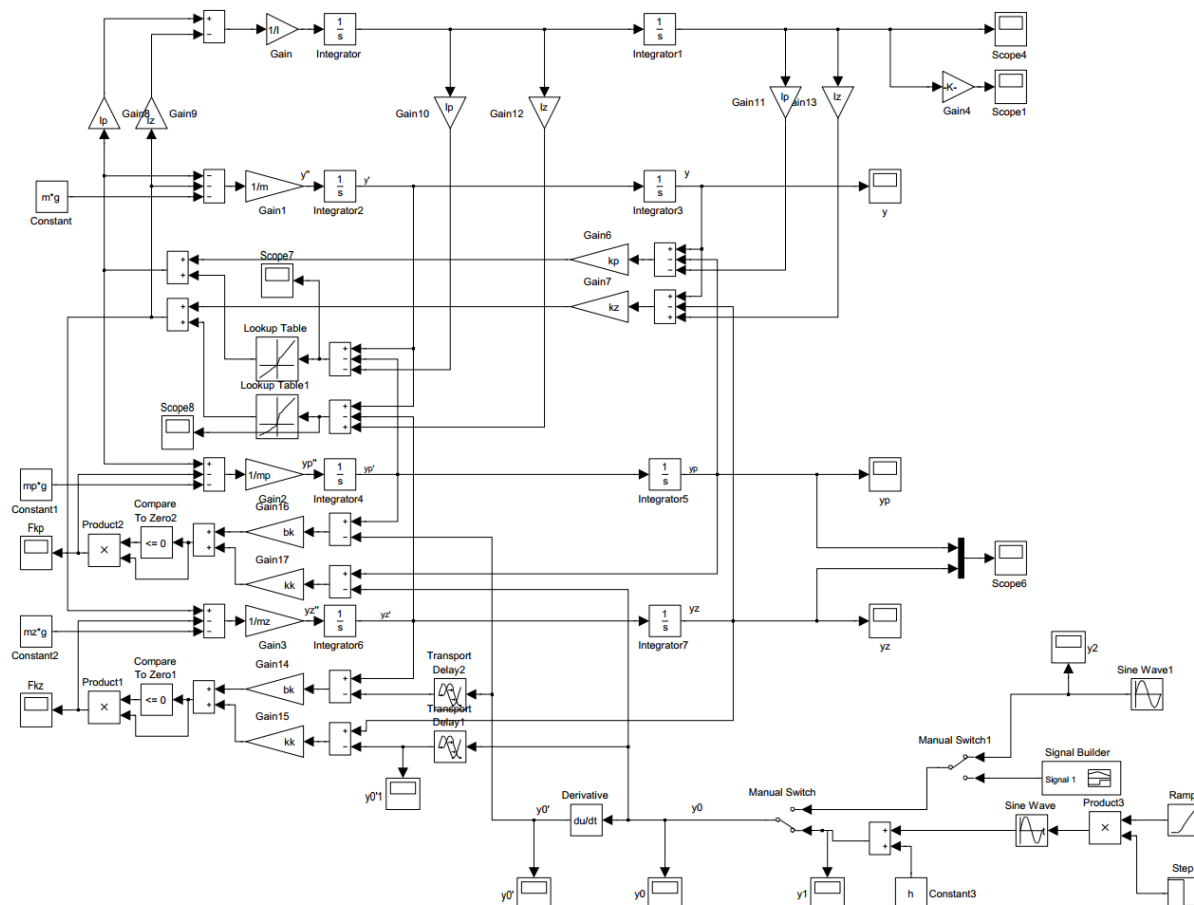 +
−
1/I
Gain
1
s
Integrator
1
s
Integrator1
Scope4
-K-
Gain4
Scope1
Ip
Gain8
Iz
Gain9
Gain10
Ip
Gain12
Iz
Gain11
Ip
ain13
Iz
m*g
Constant
−
−
−
1/m
Gain1
y''
1
s
Integrator2
y'
1
s
Integrator3
y
y
Gain6
kp
+
−
−
Scope7
+
+
Gain7
kz
+
−
+
+
+
Lookup Table
+
−
−
Lookup Table1
+
−
+
Scope8
mp*g
Constant1
+
−
−
1/mp
Gain2
yp''
1
s
Integrator4
yp'
1
s
Integrator5
yp
yp
Fkp
Product2
×
Compare
To Zero2
<= 0
+
+
Gain16
bk
+
−
Gain17
kk
+
−
Scope6
mz*g
Constant2
+
−
−
1/mz
Gain3
yz''
1
s
Integrator6
yz'
1
s
Integrator7
yz
yz
Fkz
Product1
×
Compare
To Zero1
<= 0
+
+
Gain14
bk
+
−
Gain15
kk
+
−
Transport
Delay2
Transport
Delay1
y0'1
y2
Sine Wave1
Manual Switch1
Signal Builder
Signal 1
Manual Switch
y0'
Derivative
du/dt
y0
Sine Wave
t
Product3
×
Ramp
+
+
y0'
y0
y1
h
Constant3
Step